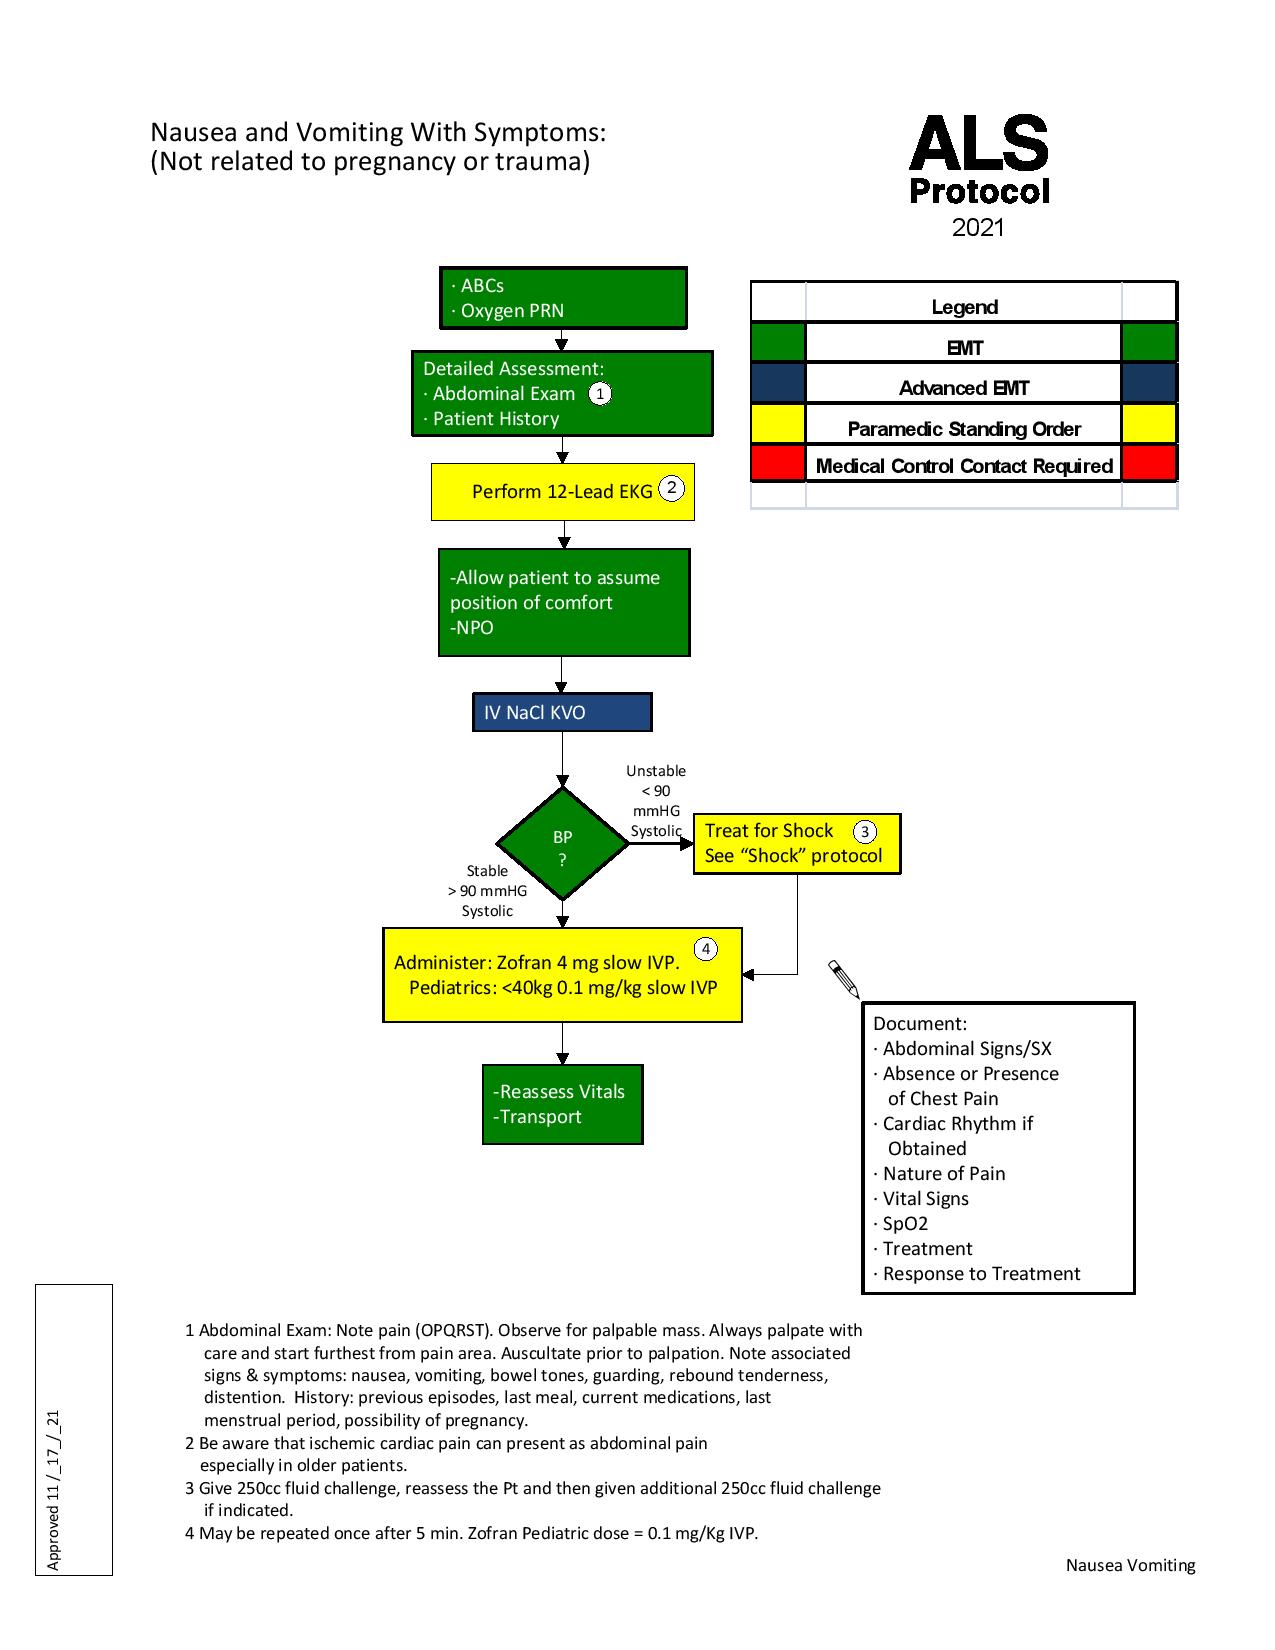 Nausea and Vomiting With Symptoms:
(Not related to pregnancy or trauma)
ALS
Protocol
2021
· ABCs
· Oxygen PRN
Legend
EMT
Advanced EMT
Paramedic Standing Order
Medical Control Contact Required
Detailed Assessment:
· Abdominal Exam 1
· Patient History
Perform 12-Lead EKG 2
-Allow patient to assume
position of comfort
-NPO
IV NaCl KVO
Unstable
< 90
mmHG
Systolic
BP
?
Treat for Shock 3
See “Shock” protocol
Stable
> 90 mmHG
Systolic
4
Administer: Zofran 4 mg slow IVP.
Pediatrics: <40kg 0.1 mg/kg slow IVP
-Reassess Vitals
-Transport
Document:
· Abdominal Signs/SX
· Absence or Presence
of Chest Pain
· Cardiac Rhythm if
Obtained
· Nature of Pain
· Vital Signs
· SpO2
· Treatment
· Response to Treatment
1 Abdominal Exam: Note pain (OPQRST). Observe for palpable mass. Always palpate with
care and start furthest from pain area. Auscultate prior to palpation. Note associated
signs & symptoms: nausea, vomiting, bowel tones, guarding, rebound tenderness,
distention.  History: previous episodes, last meal, current medications, last
menstrual period, possibility of pregnancy.
2 Be aware that ischemic cardiac pain can present as abdominal pain
especially in older patients.
3 Give 250cc fluid challenge, reassess the Pt and then given additional 250cc fluid challenge
if indicated.
4 May be repeated once after 5 min. Zofran Pediatric dose = 0.1 mg/Kg IVP.
Approved 11 /_17_/_21
Nausea Vomiting